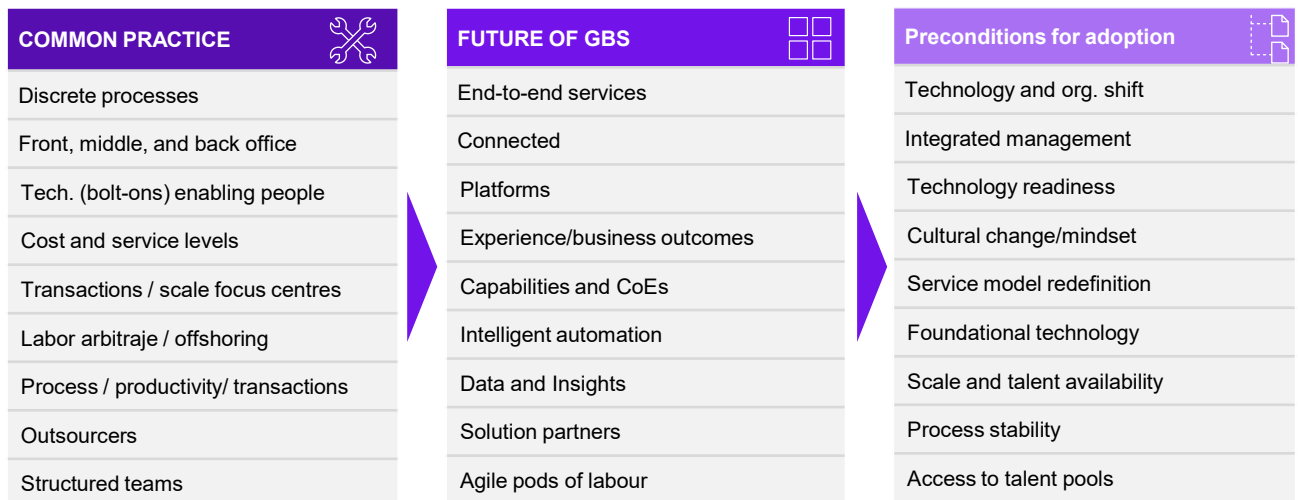 COMMON PRACTICE
Discrete processes
Front, middle, and back office
Tech. (bolt-ons) enabling people
Cost and service levels
Transactions / scale focus centres
Labor arbitraje / offshoring
Process / productivity/ transactions
Outsourcers
Structured teams
FUTURE OF GBS
End-to-end services
Connected
Platforms
Experience/business outcomes
Capabilities and CoEs
Intelligent automation
Data and Insights
Solution partners
Agile pods of labour
Preconditions for adoption
Technology and org. shift
Integrated management
Technology readiness
Cultural change/mindset
Service model redefinition
Foundational technology
Scale and talent availability
Process stability
Access to talent pools